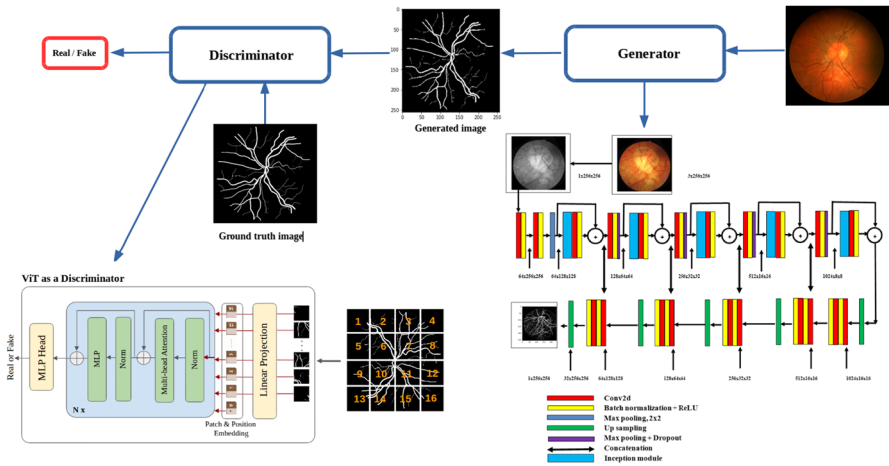 Real / Fake
Discriminator
Generator
0
50
100
150
200
250
0 50 100 150 200 250
Generated image
Ground truth image
1x256x256
3x256x256
64x256x256
64x128x128
128x64x64
256x32x32
512x16x16
1024x8x8
1x256x256
32x256x256
64x128x128
128x64x64
256x32x32
512x16x16
1024x16x16
ViT as a Discriminator
Real or Fake
MLP Head
MLP
Norm
Multi-head Attention
Norm
N x
Linear Projection
Patch & Position
Embedding
1 2 3 4
5 6 7 8
9 10 11 12
13 14 15 16
Conv2d
Batch normalization + ReLU
Max pooling, 2x2
Up sampling
Max pooling + Dropout
Concatenation
Inception module